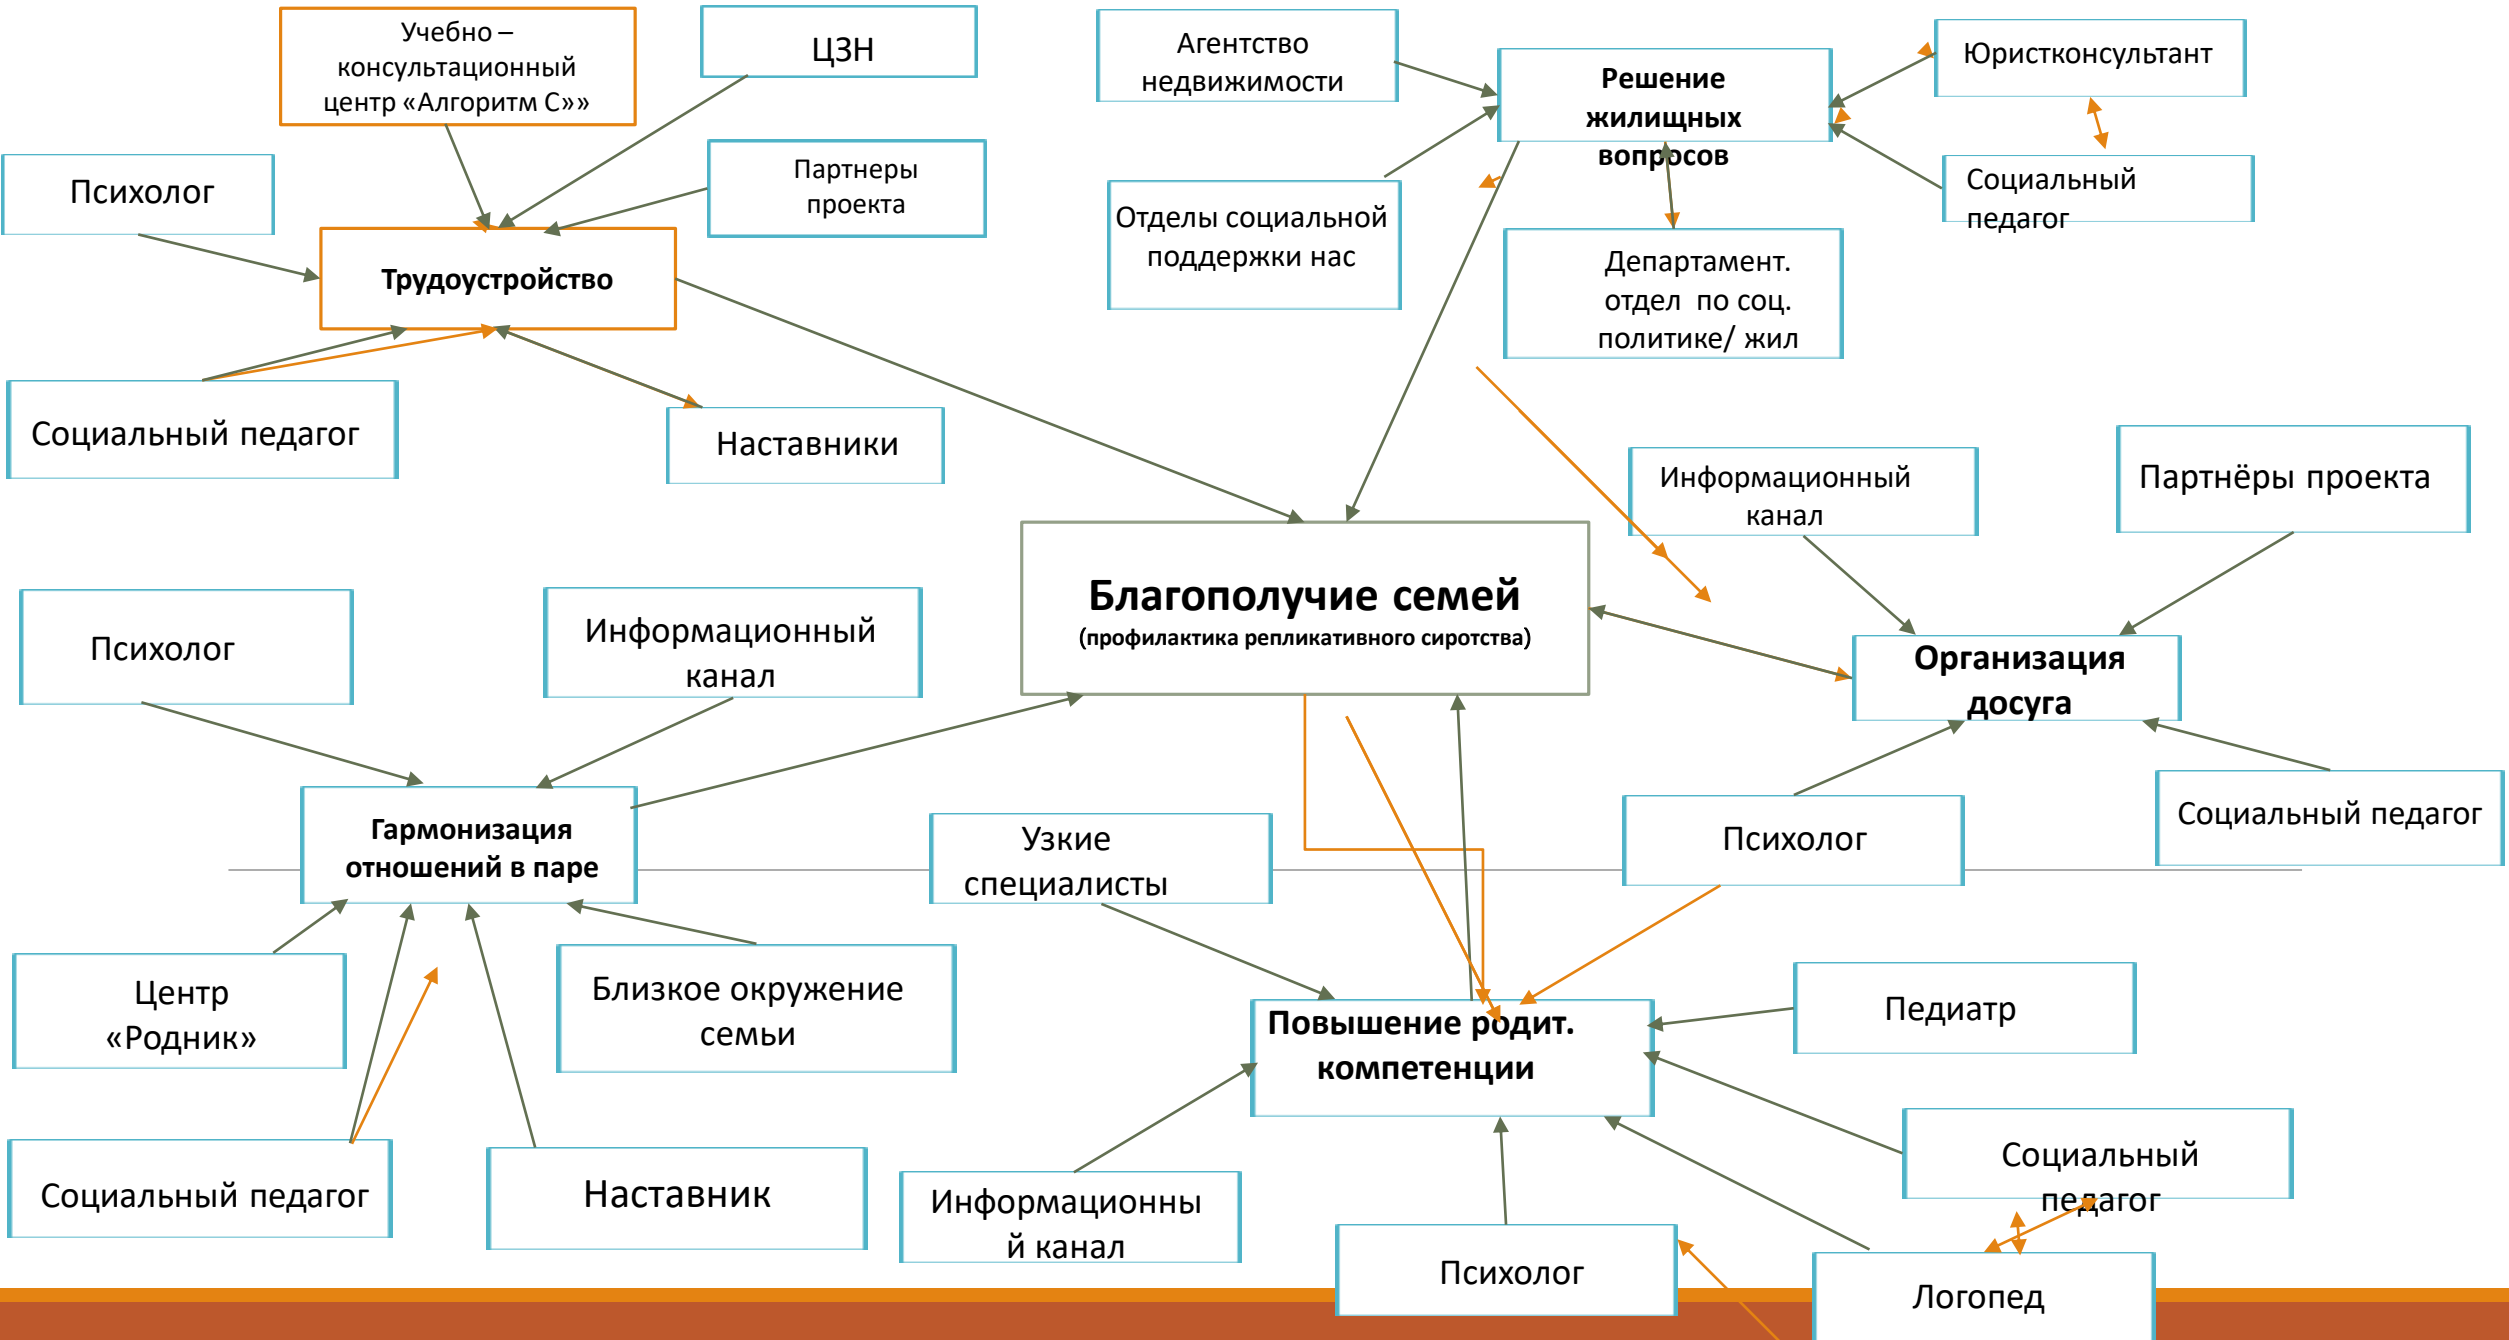 Учебно –
консультационный
центр «Алгоритм С»»
ЦЗН
Агентство
недвижимости
Решение
жилищных
вопросов
Юристконсультант
Психолог
Партнеры
проекта
Социальный
педагог
Отделы социальной
поддержки нас
Трудоустройство
Департамент.
отдел по соц.
политике/ жил
Социальный педагог
Наставники
Информационный
канал
Партнёры проекта
Благополучие семей
(профилактика репликативного сиротства)
Психолог
Информационный
канал
Организация
досуга
Гармонизация
отношений в паре
Узкие
специалисты
Психолог
Социальный педагог
Центр
«Родник»
Близкое окружение
семьи
Повышение родит.
компетенции
Педиатр
Социальный педагог
Наставник
Информационны
й канал
Психолог
Социальный
педагог
Логопед